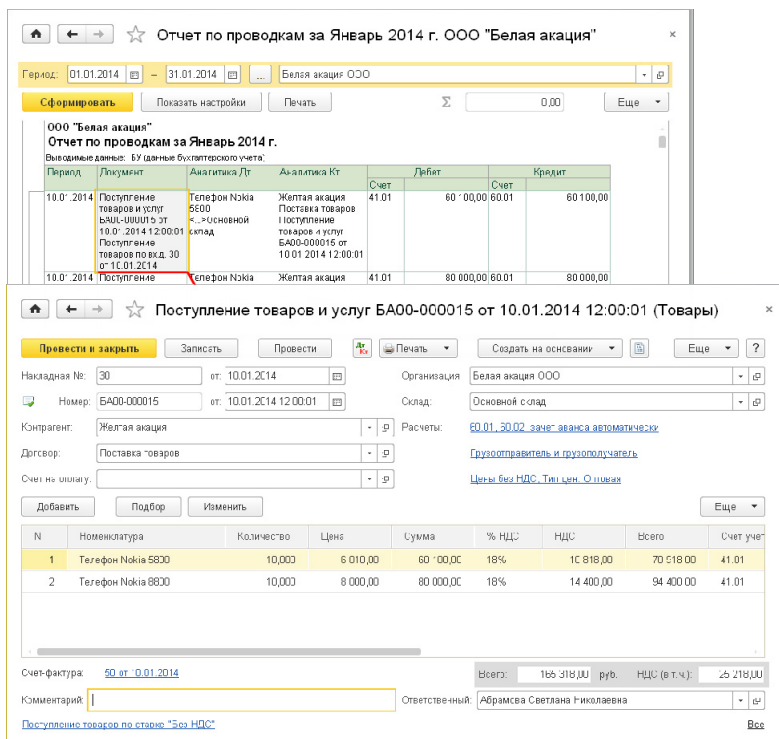 Отчет по проводкам за Январь 2014 г. ООО "Белая акация"
Период: 01.01.2014 – 31.01.2014 ... Белая акация ООО
Сформировать Показать настройки Печать Σ 0,00 Еще
ООО "Белая акация"
Отчет по проводкам за Январь 2014 г.
Выводимые данные: БУ (данные бухгалтерского учета)
Период Документ Аналитика Дт Аналитика Кт Дебет Кредит
Счет Счет
10.01.2014 Поступление Телефон Nokia Желтая акация 41.01 60 100,00 60.01 60 100,00
товаров и услуг 5800 Поставка товаров
БА00-000015 от <...>Основной Поступление
10.01.2014 12:00:01 склад товаров и услуг
Поступление БА00-000015 от
товаров по вх.д. 30 10.01.2014 12:00:01
от 10.01.2014
10.01.2014 Поступление Телефон Nokia Желтая акация 41.01 80 000,00 60.01 80 000,00
Поступление товаров и услуг БА00-000015 от 10.01.2014 12:00:01 (Товары)
Провести и закрыть Записать Провести Дт Кт Печать Создать на основании Еще ?
Накладная №: 30 от: 10.01.2014 Организация Белая акация ООО
Номер: БА00-000015 от: 10.01.2014 12:00:01 Склад: Основной склад
Контрагент: Желтая акация Расчеты: 60.01, 60.02, зачет аванса автоматически
Договор: Поставка товаров Грузоотправитель и грузополучатель
Счет на оплату: Цены без НДС, Тип цен: Оптовая
Добавить Подбор Изменить Еще
N Номенклатура Количество Цена Сумма % НДС НДС Всего Счет учет
1 Телефон Nokia 5800 10,000 6 010,00 60 100,00 18% 10 818,00 70 918,00 41.01
2 Телефон Nokia 8800 10,000 8 000,00 80 000,00 18% 14 400,00 94 400,00 41.01
Счет-фактура: 50 от 10.01.2014 Всего: 165 318,00 руб. НДС (в т.ч.): 25 218,00
Комментарий: Ответственный: Абрамова Светлана Николаевна
Поступление товаров по ставке "Без НДС" Все